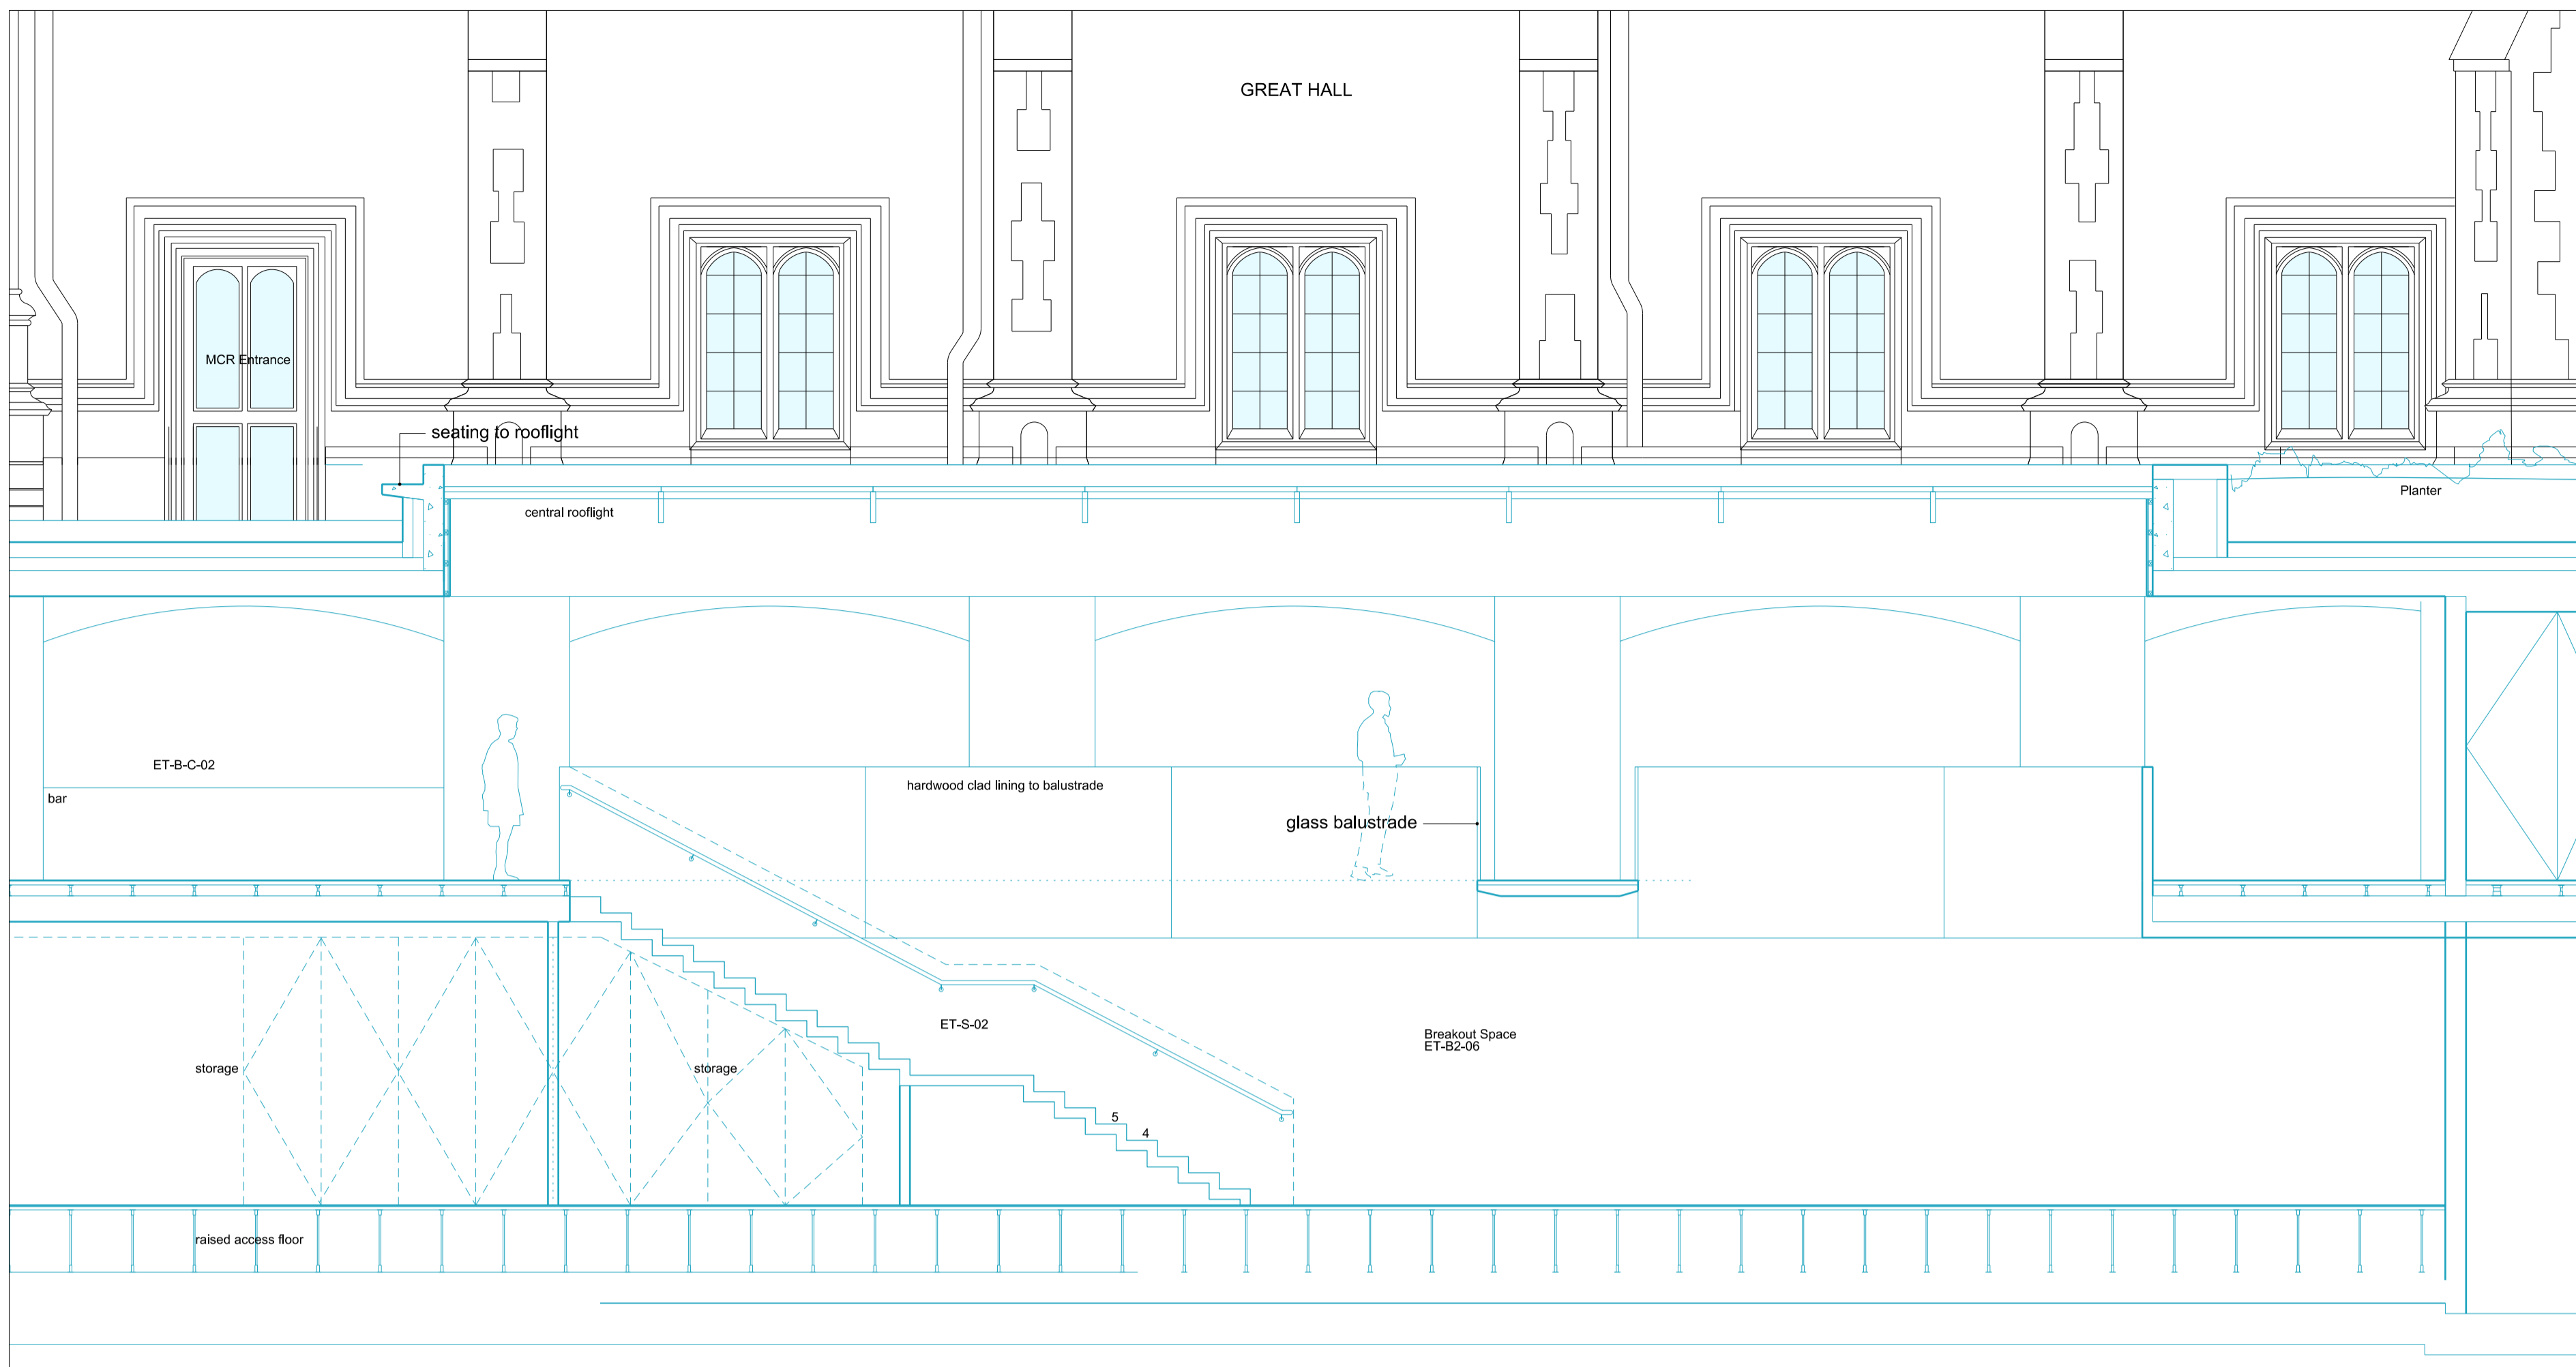 GREAT HALL
MCR Entrance
seating to rooflight
central rooflight
Planter
ET-B-C-02
bar
hardwood clad lining to balustrade
glass balustrade
ET-S-02
Breakout Space
ET-B2-06
storage
storage
5
4
raised access floor